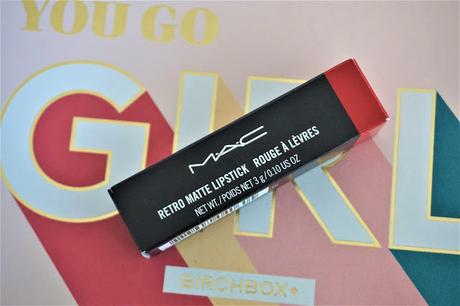 YOU GO
GIRL
MAC
RETRO MATTE LIPSTICK ROUGE À LÈVRES
NET WT./POIDS NET 3 g/0.10 US OZ
BIRCHBOX+